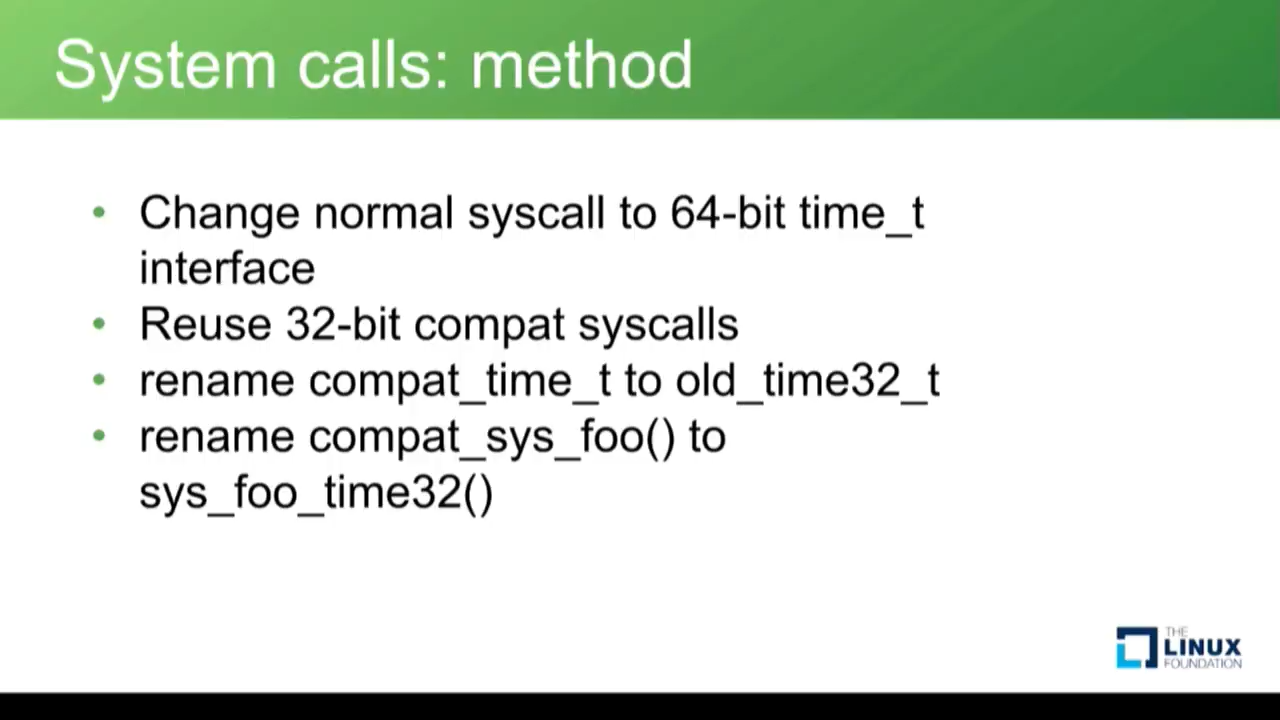 System calls: method
• Change normal syscall to 64-bit time_t
interface
• Reuse 32-bit compat syscalls
• rename compat_time_t to old_time32_t
• rename compat_sys_foo() to
sys_foo_time32()
THE
LINUX
FOUNDATION